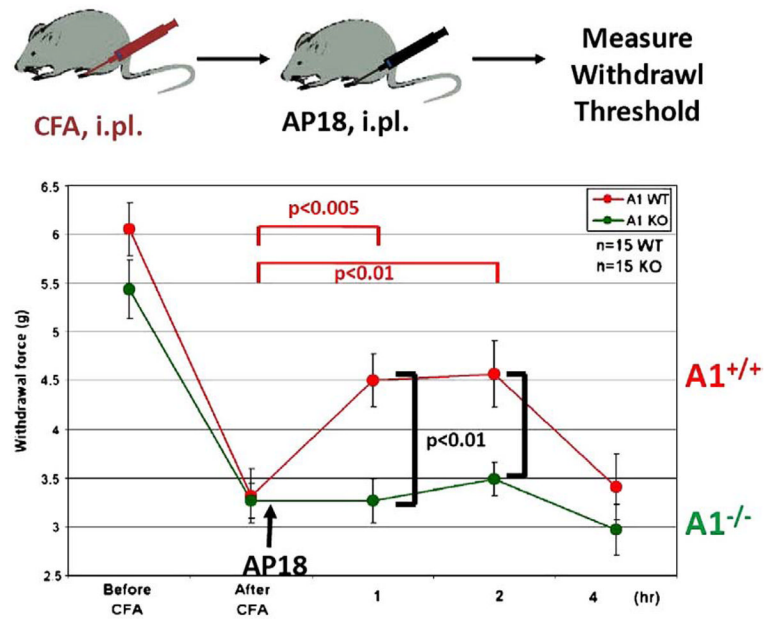 Measure
Withdrawl
Threshold
CFA, i.pl.
AP18, i.pl.
6.5
6
5.5
5
4.5
4
3.5
3
2.5
Withdrawal force (g)
p<0.005
p<0.01
A1 WT
A1 KO
n=15 WT
n=15 KO
p<0.01
A1+/+
A1-/-
AP18
Before
CFA
After
CFA
1
2
4
(hr)